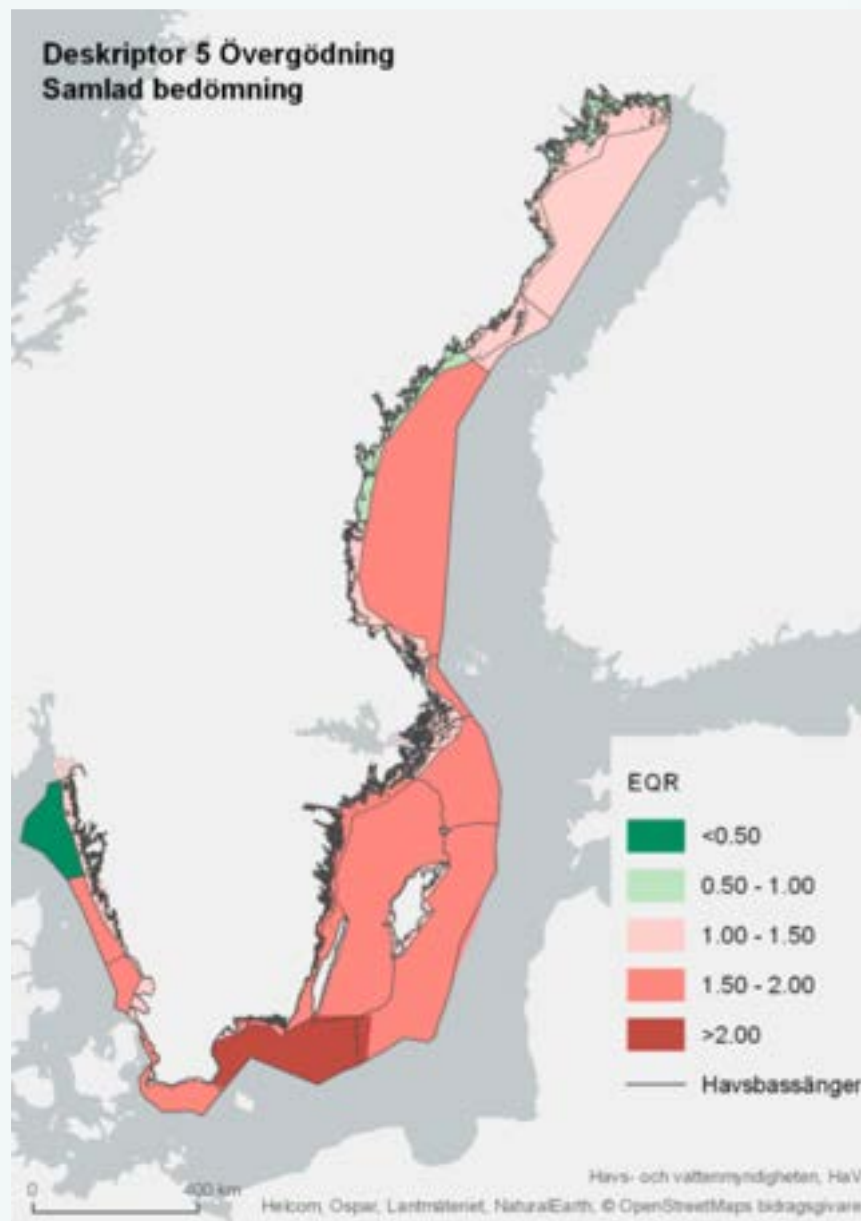 Deskriptor 5 Övergödning
Samlad bedömning
EQR
<0.50
0.50 - 1.00
1.00 - 1.50
1.50 - 2.00
>2.00
Havsbassänger
0 400 km
Havs- och vattenmyndigheten, HaV
Helcom, Ospar, Lantmäteriet, NaturalEarth, © OpenStreetMaps bidragsgivare